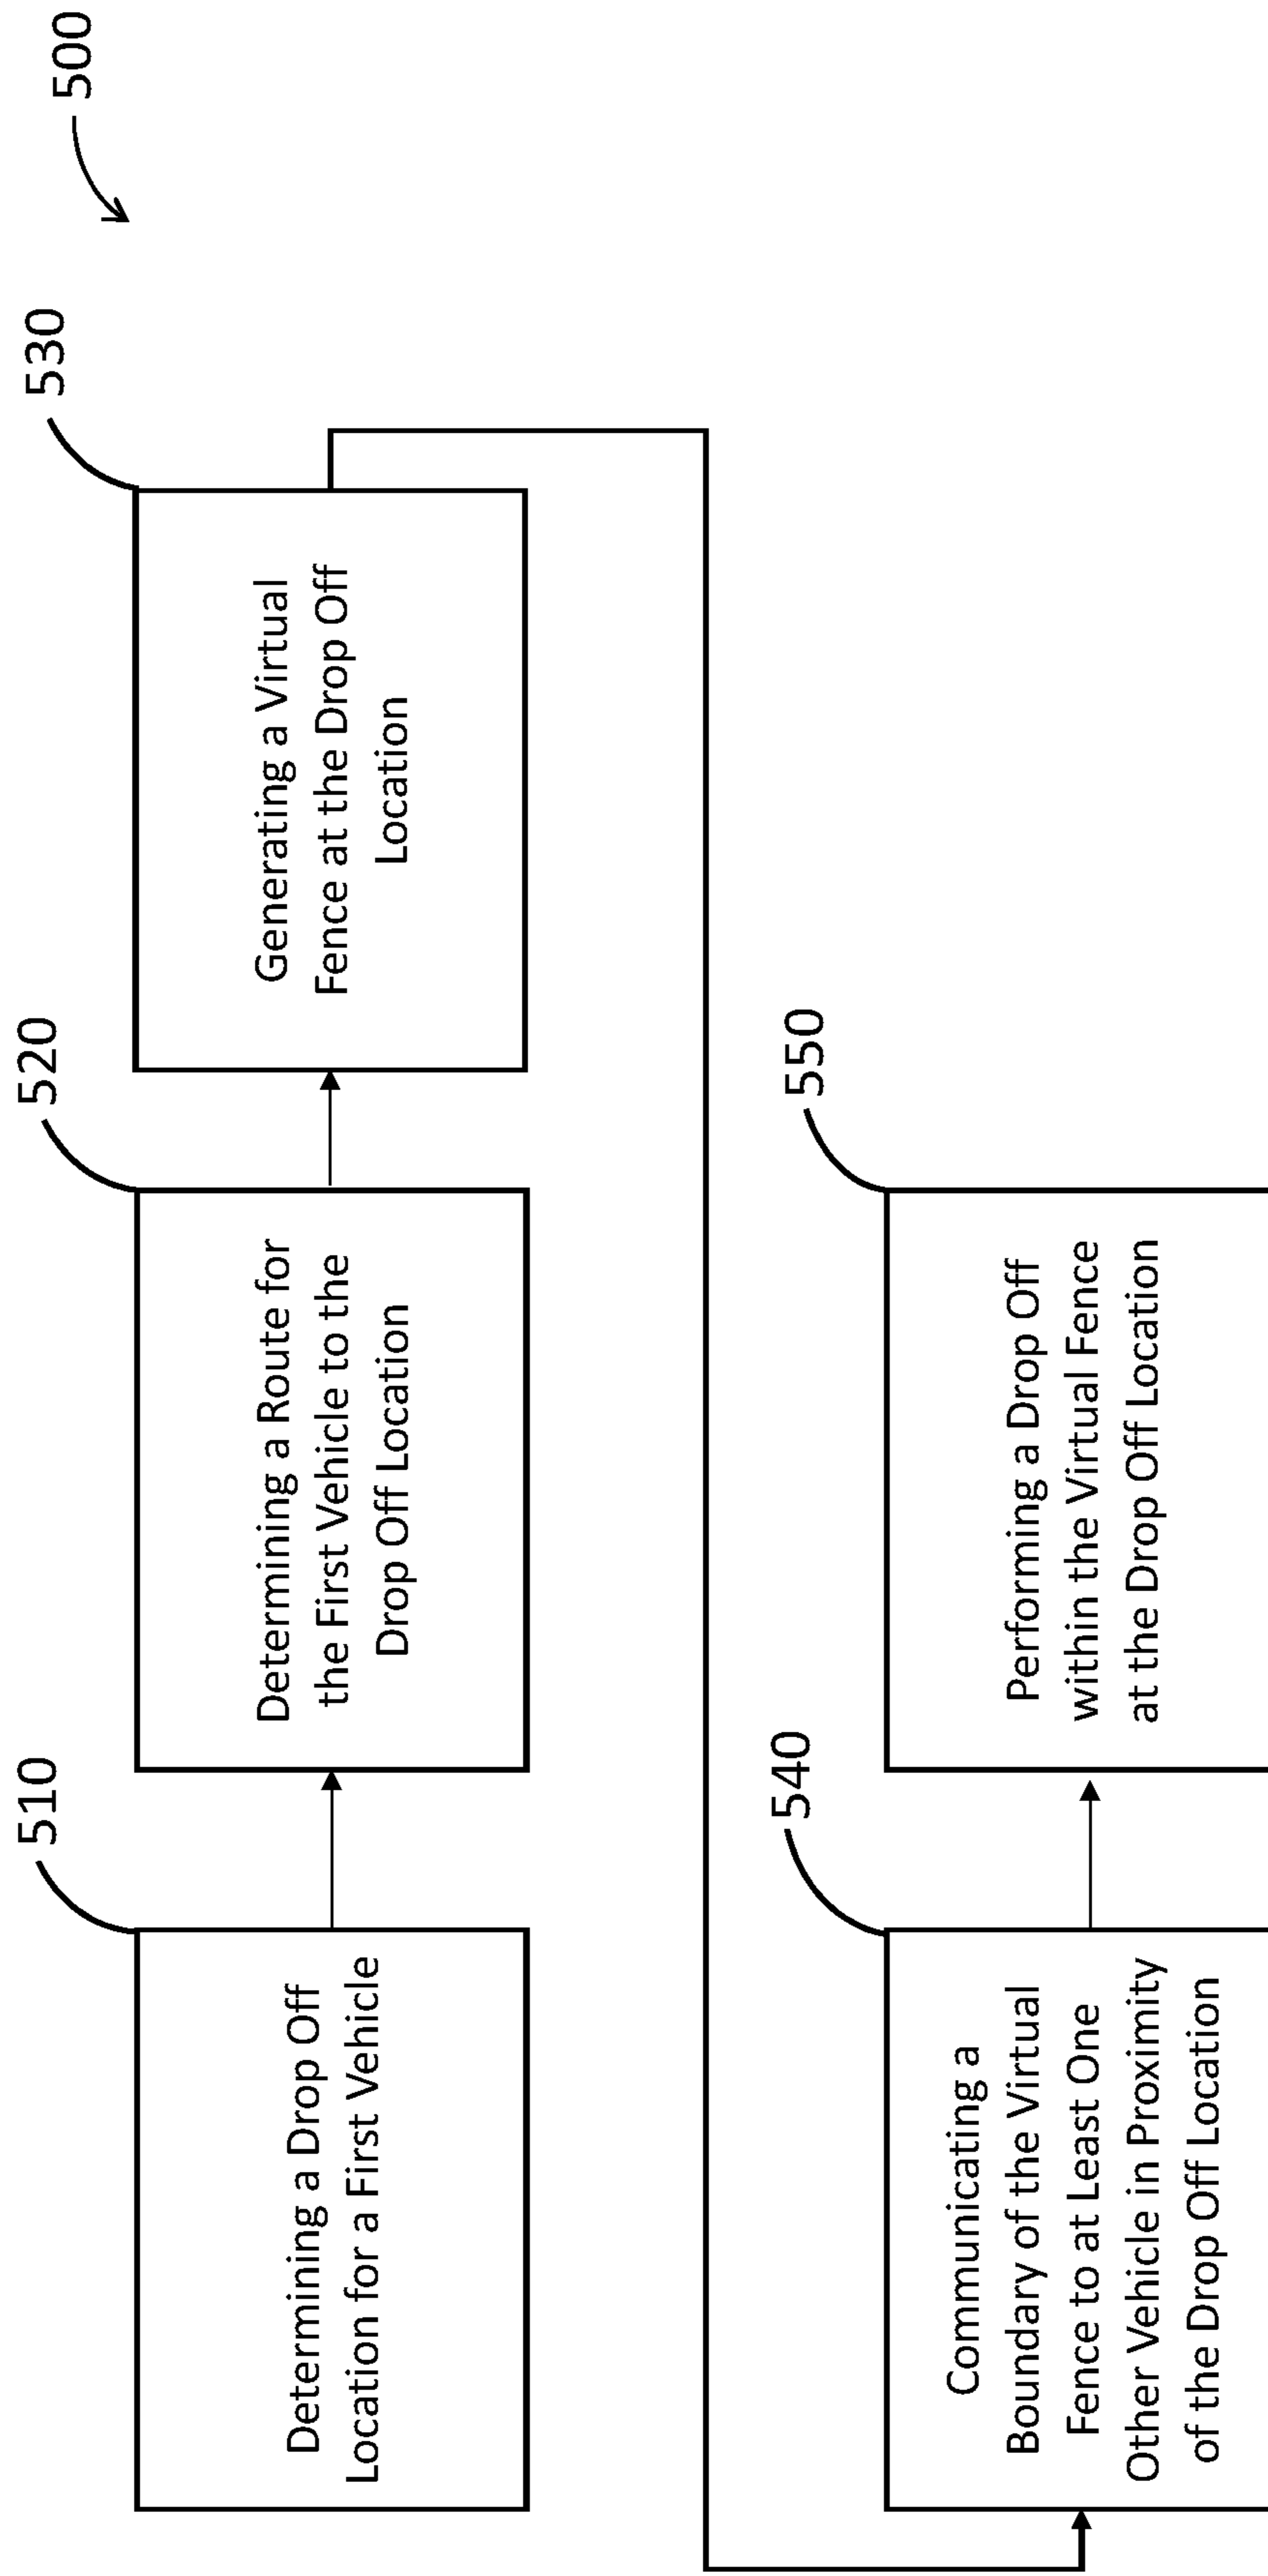 500
510
Determining a Drop Off
Location for a First Vehicle
520
Determining a Route for
the First Vehicle to the
Drop Off Location
530
Generating a Virtual
Fence at the Drop Off
Location
540
Communicating a
Boundary of the Virtual
Fence to at Least One
Other Vehicle in Proximity
of the Drop Off Location
550
Performing a Drop Off
within the Virtual Fence
at the Drop Off Location